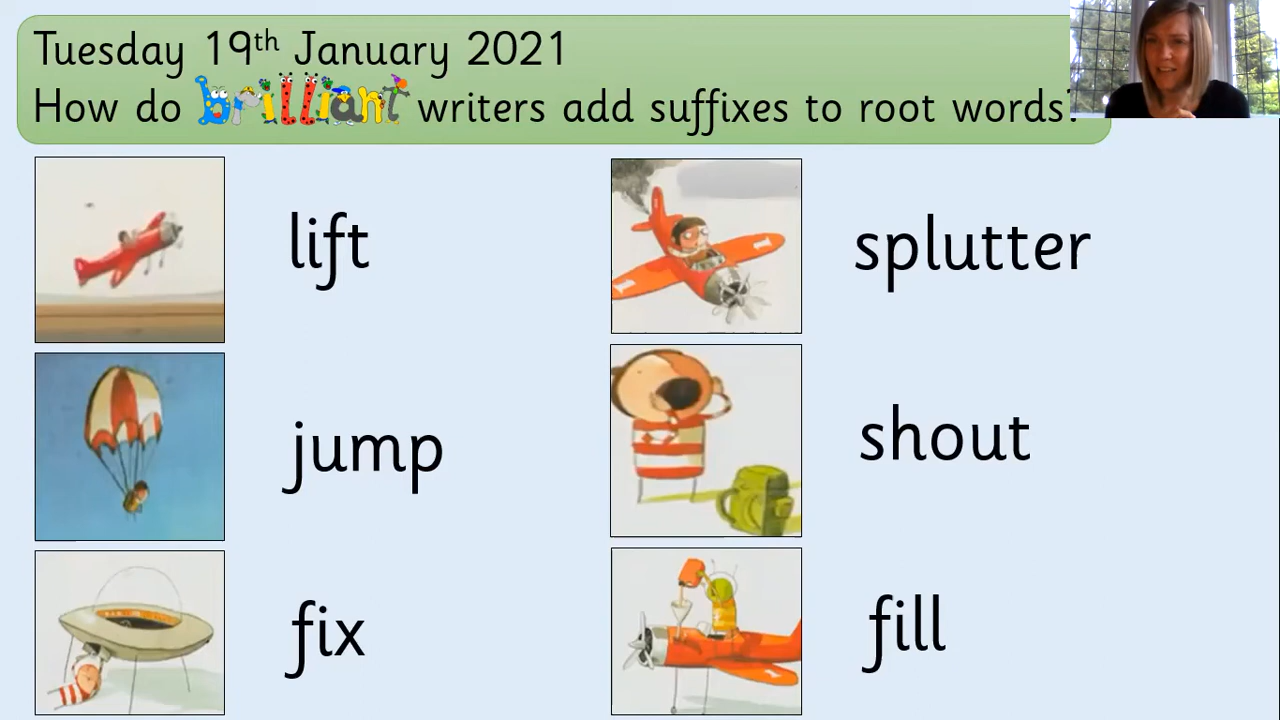 Tuesday 19th January 2021
How do brilliant writers add suffixes to root words?
lift
splutter
jump
shout
fix
fill